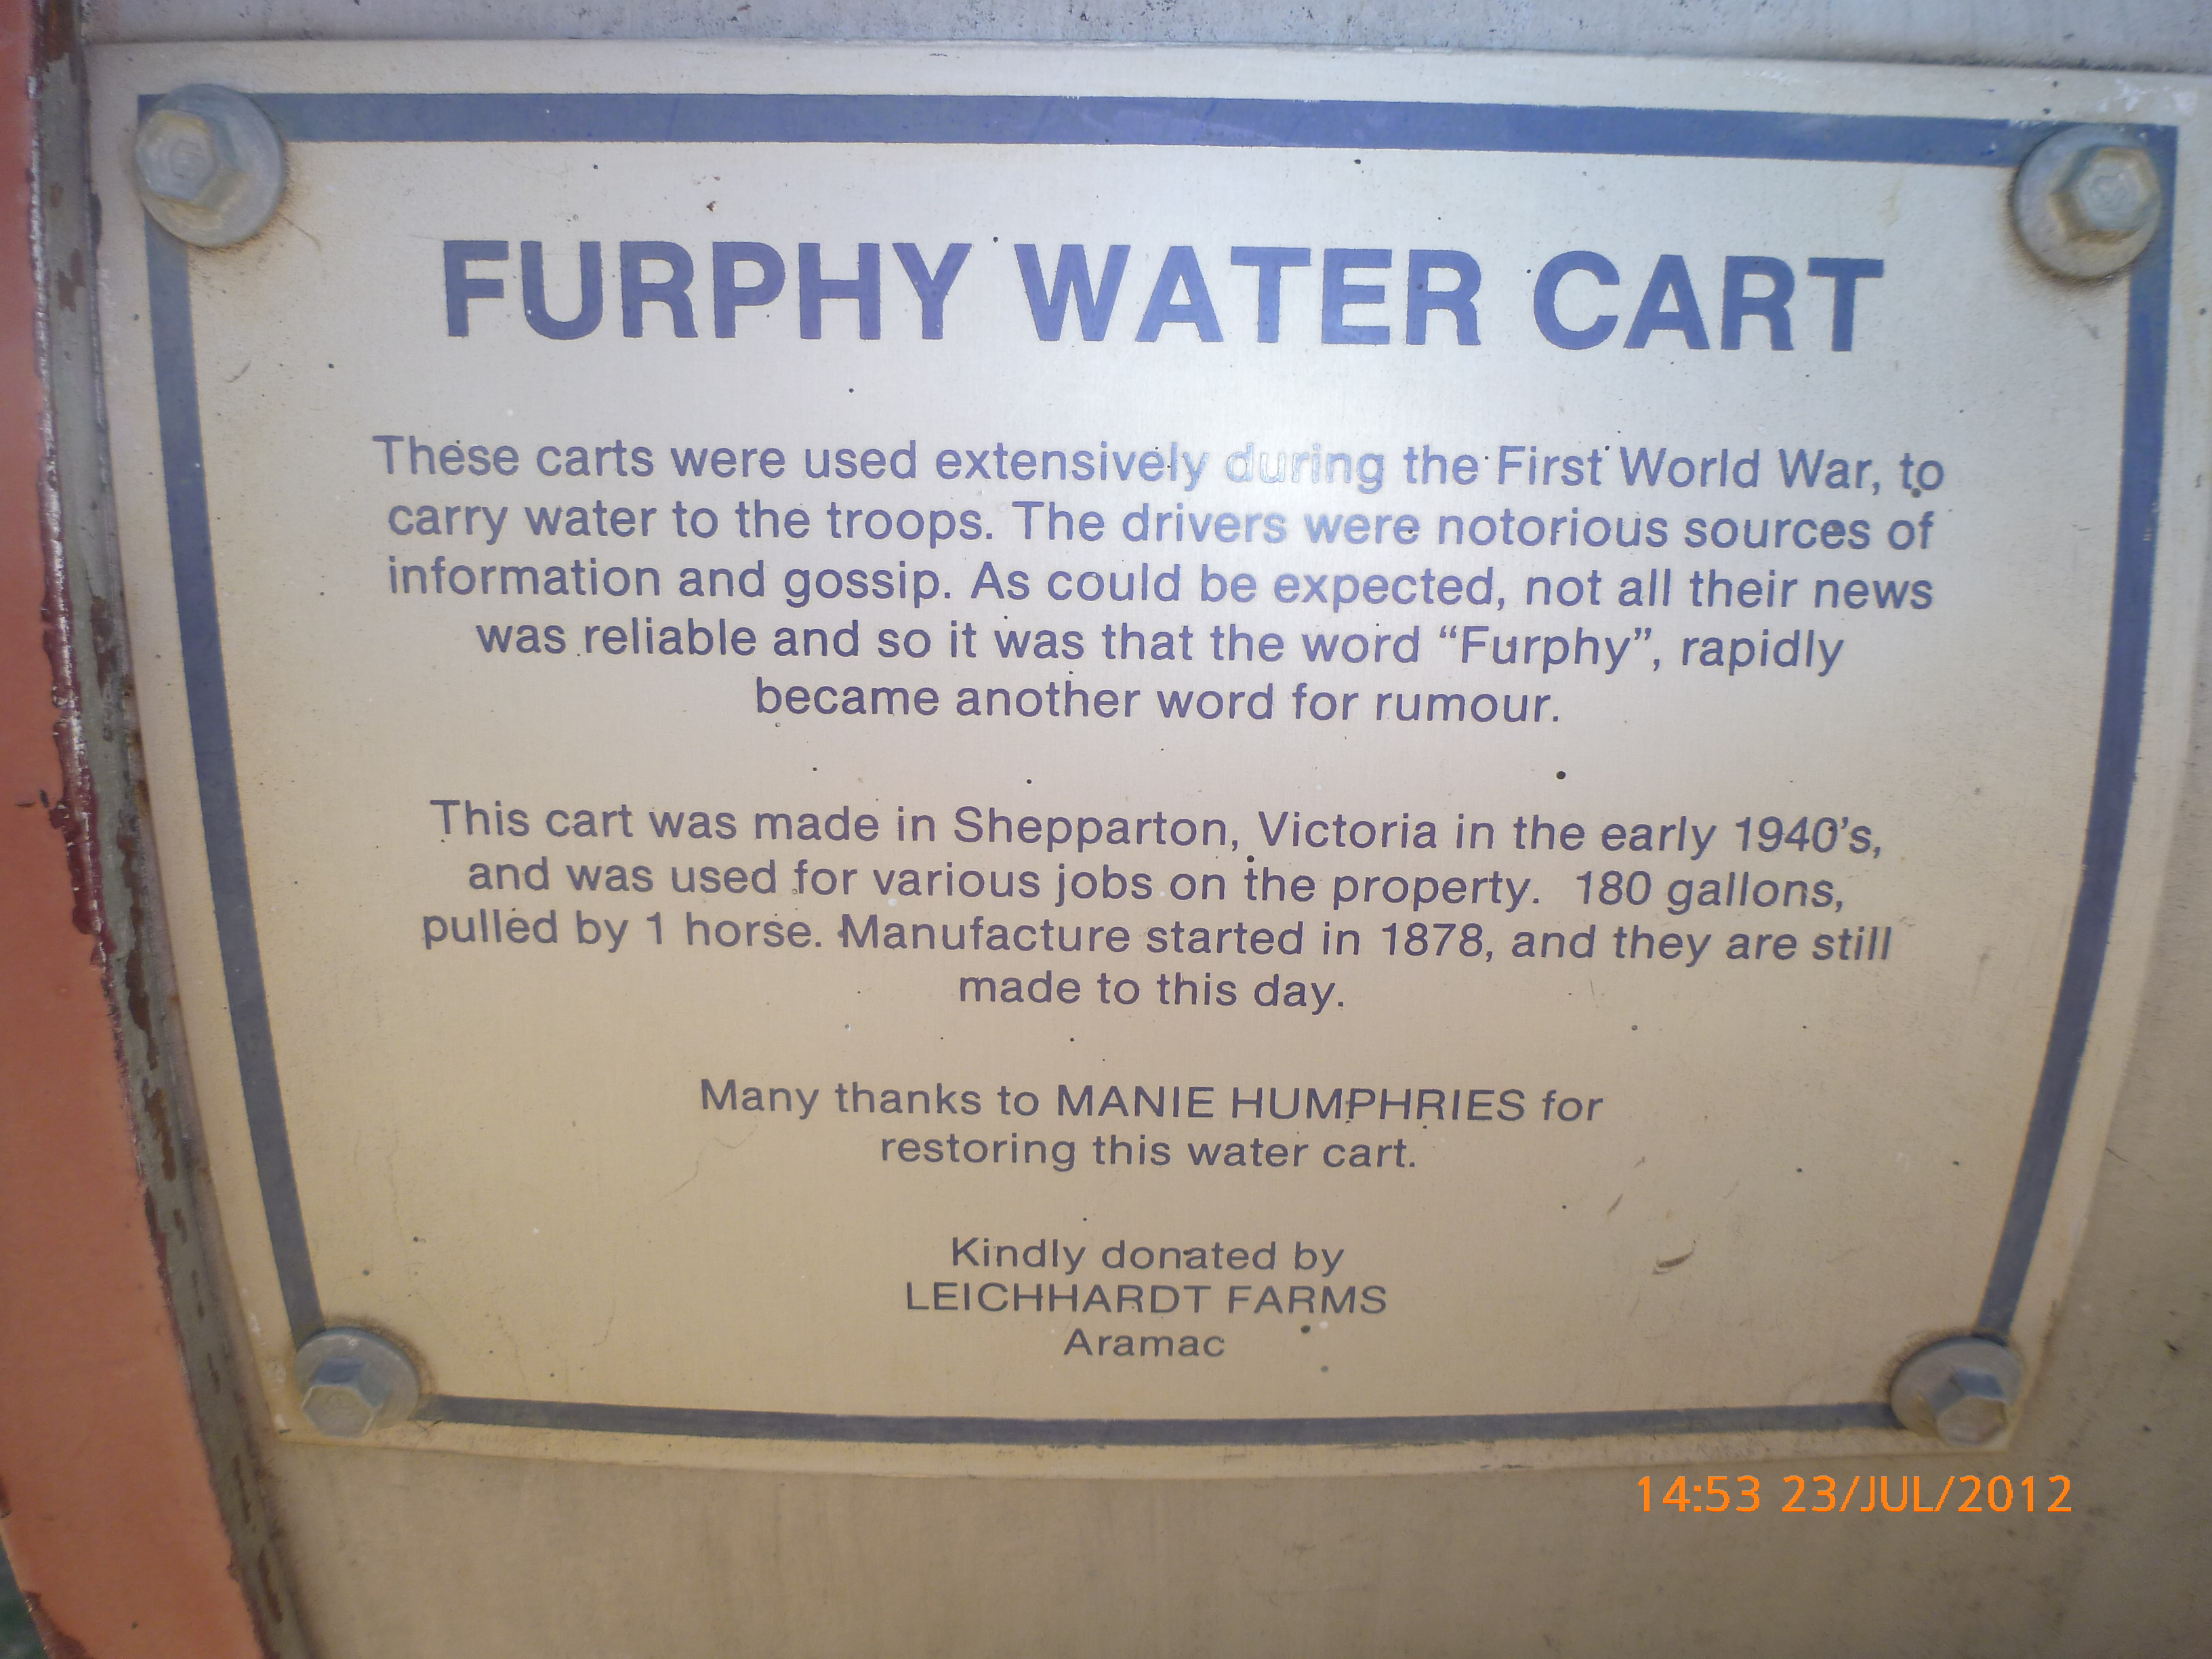 FURPHY WATER CART
These carts were used extensively during the First World War, to
carry water to the troops. The drivers were notorious sources of
information and gossip. As could be expected, not all their news
was reliable and so it was that the word “Furphy”, rapidly
became another word for rumour.
This cart was made in Shepparton, Victoria in the early 1940’s,
and was used for various jobs on the property. 180 gallons,
pulled by 1 horse. Manufacture started in 1878, and they are still
made to this day.
Many thanks to MANIE HUMPHRIES for
restoring this water cart.
Kindly donated by
LEICHHARDT FARMS
Aramac
14:53 23/JUL/2012